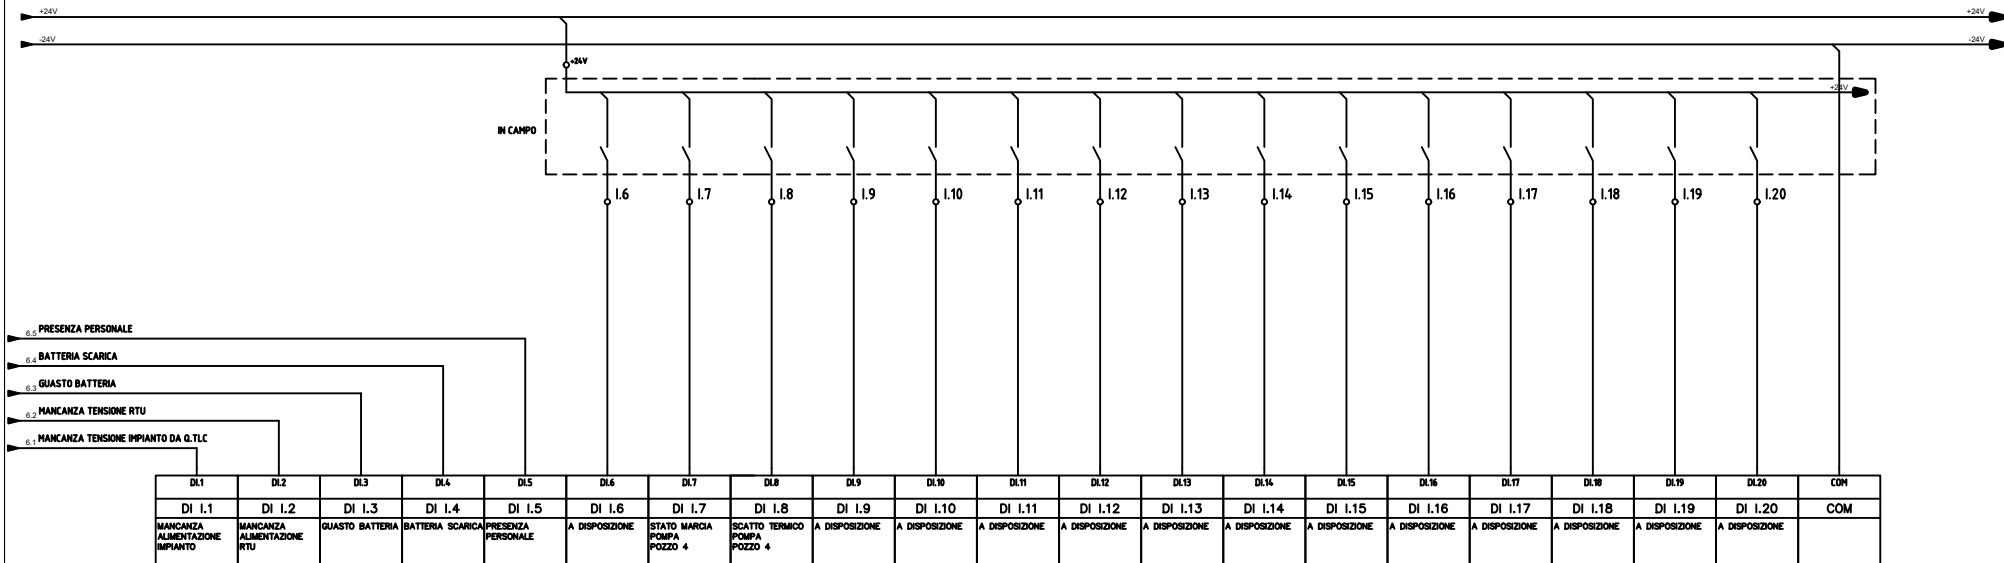 +24V +24V
-24V -24V
+24V
+24V
IN CAMPO
I.6 I.7 I.8 I.9 I.10 I.11 I.12 I.13 I.14 I.15 I.16 I.17 I.18 I.19 I.20
6.5 PRESENZA PERSONALE
6.4 BATTERIA SCARICA
6.3 GUASTO BATTERIA
6.2 MANCANZA TENSIONE RTU
6.1 MANCANZA TENSIONE IMPIANTO DA Q.TLC
DI.1 DI.2 DI.3 DI.4 DI.5 DI.6 DI.7 DI.8 DI.9 DI.10 DI.11 DI.12 DI.13 DI.14 DI.15 DI.16 DI.17 DI.18 DI.19 DI.20 COM
DI I.1 DI I.2 DI I.3 DI I.4 DI I.5 DI I.6 DI I.7 DI I.8 DI I.9 DI I.10 DI I.11 DI I.12 DI I.13 DI I.14 DI I.15 DI I.16 DI I.17 DI I.18 DI I.19 DI I.20 COM
MANCANZA MANCANZA GUASTO BATTERIA BATTERIA SCARICA PRESENZA A DISPOSIZIONE STATO MARCIA SCATTO TERMICO A DISPOSIZIONE A DISPOSIZIONE A DISPOSIZIONE A DISPOSIZIONE A DISPOSIZIONE A DISPOSIZIONE A DISPOSIZIONE A DISPOSIZIONE A DISPOSIZIONE A DISPOSIZIONE A DISPOSIZIONE A DISPOSIZIONE
ALIMENTAZIONE ALIMENTAZIONE PERSONALE POMPA POMPA
IMPIANTO RTU POZZO 4 POZZO 4